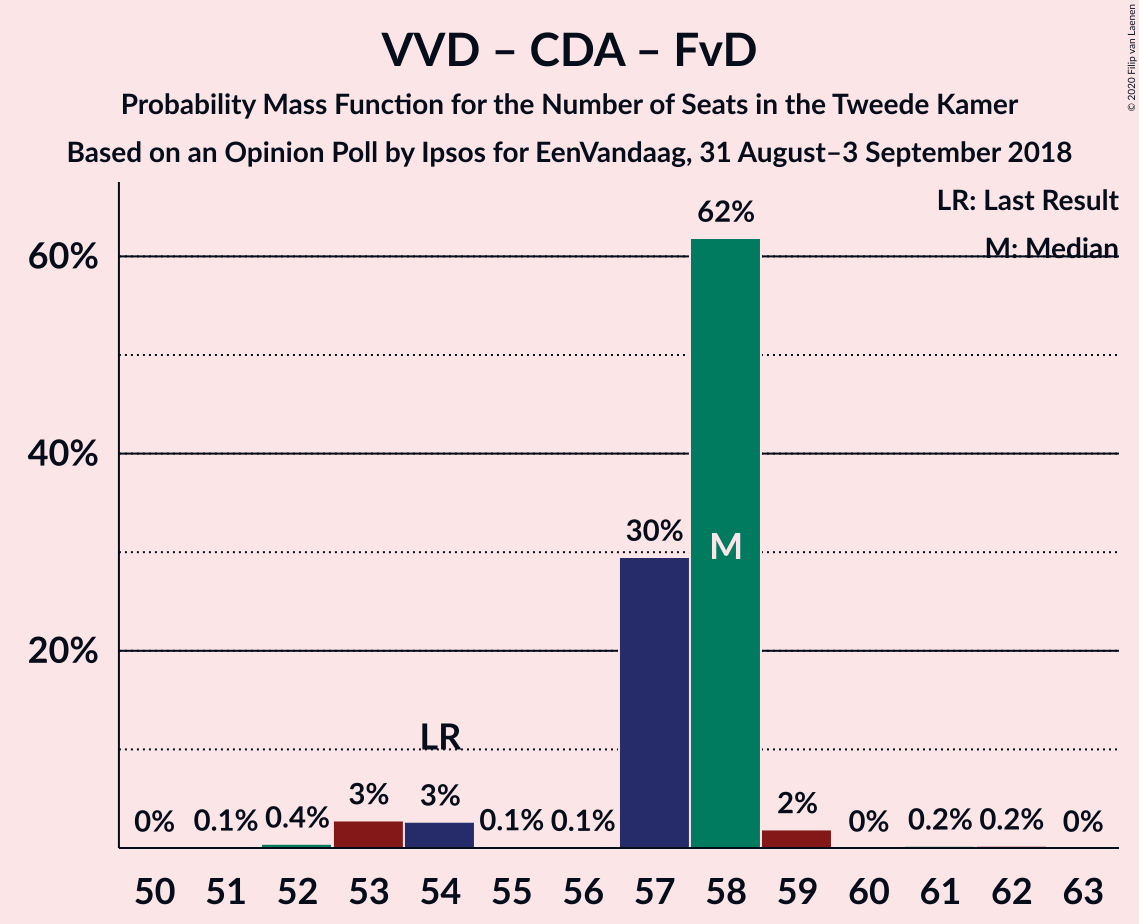 VVD – CDA – FvD
Probability Mass Function for the Number of Seats in the Tweede Kamer
Based on an Opinion Poll by Ipsos for EenVandaag, 31 August–3 September 2018
© 2020 Filip van Laenen
LR: Last Result
M: Median
60%
40%
20%
62%
30%
M
LR
0% 0.1% 0.4% 3% 3% 0.1% 0.1% 2% 0% 0.2% 0.2% 0%
50 51 52 53 54 55 56 57 58 59 60 61 62 63